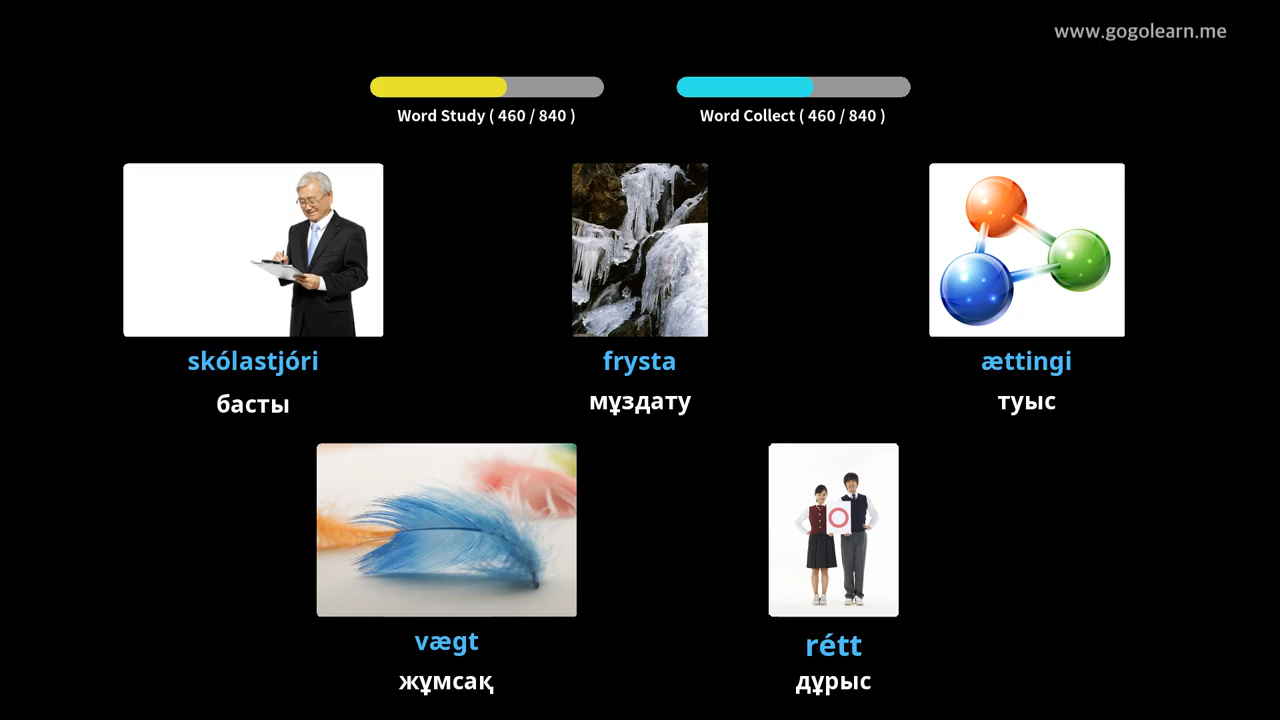 www.gogolearn.me
Word Study ( 460 / 840 )
Word Collect ( 460 / 840 )
skólastjóri
басты
frysta
мұздату
ættingi
туыс
vægt
жұмсақ
rétt
дұрыс